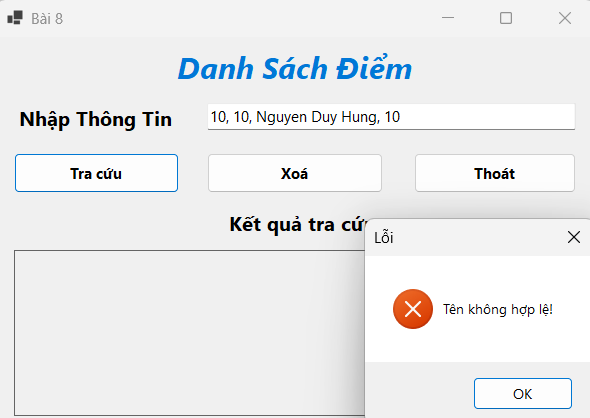 Bài 8
Danh Sách Điểm
Nhập Thông Tin
10, 10, Nguyen Duy Hung, 10
Tra cứu
Xoá
Thoát
Kết quả tra cứu
Lỗi
Tên không hợp lệ!
OK